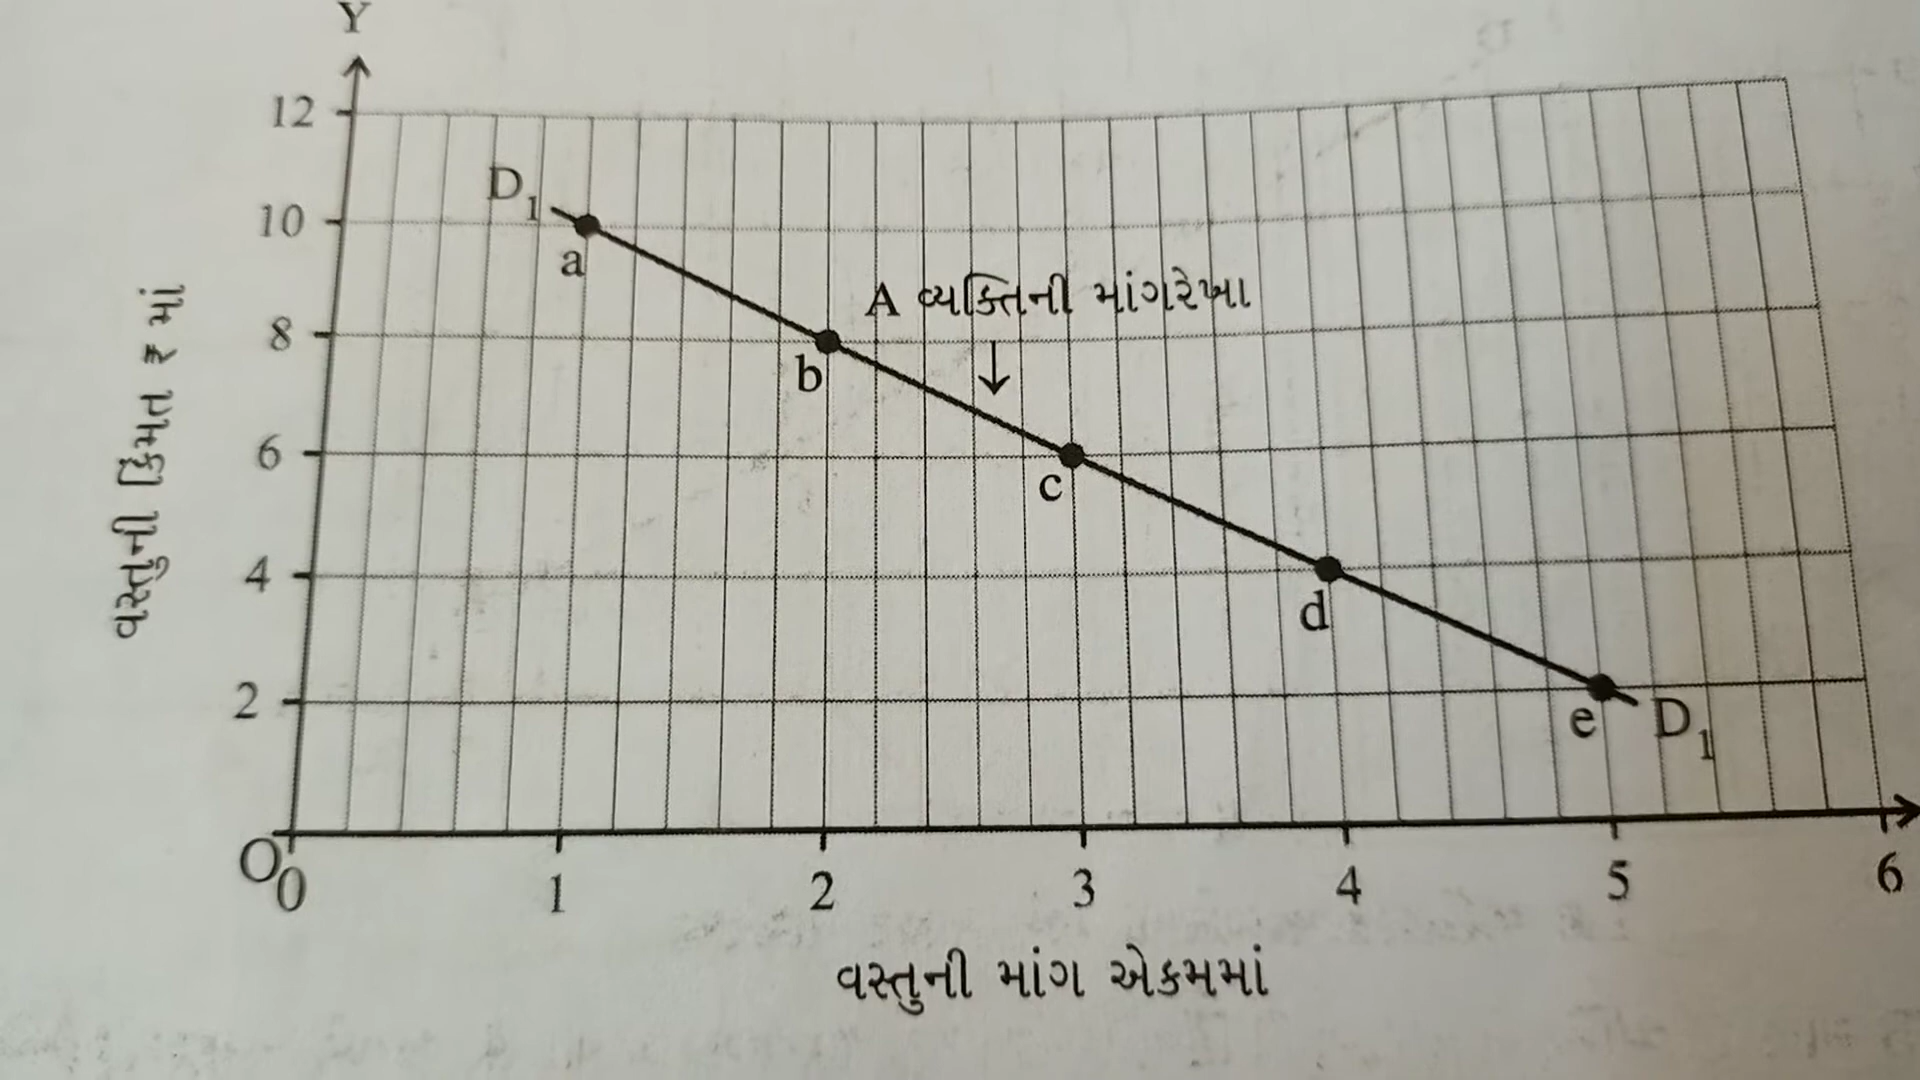 Y
12
D1
10
a
A વ્યક્તિની માંગરેખા
8
b
6
c
4
d
2
e D1
વસ્તુની કિંમત ₹ માં
O
0 1 2 3 4 5 6
વસ્તુની માંગ એકમમાં